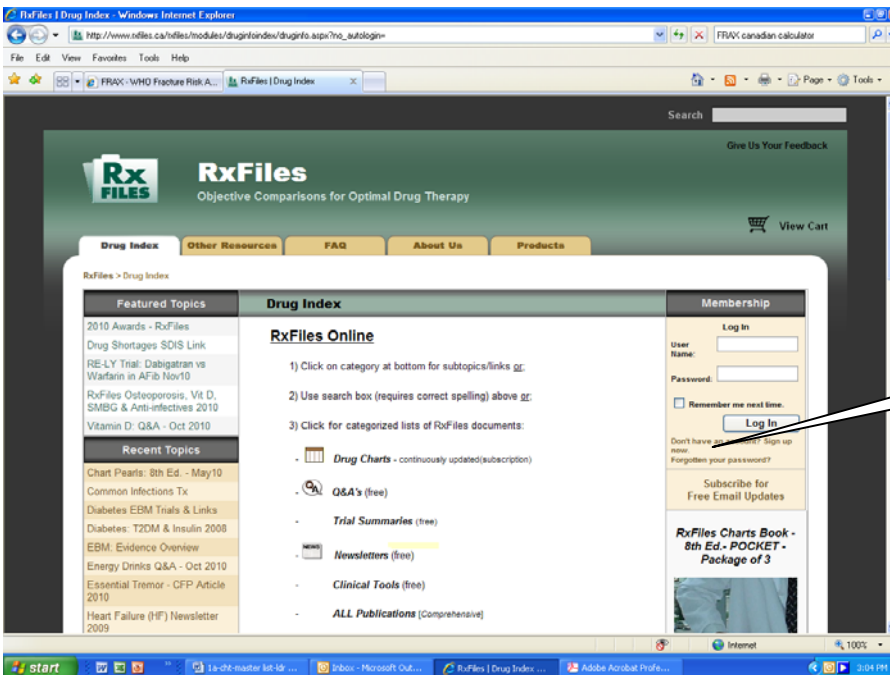 RxFiles | Drug Index - Windows Internet Explorer
http://www.rxfiles.ca/rxfiles/modules/druginfoindex/druginfo.aspx?no_autologin=
FRAX canadian calculator
File Edit View Favorites Tools Help
FRAX - WHO Fracture Risk A...
RxFiles | Drug Index
Page
Tools
Search
Give Us Your Feedback
Rx
FILES
RxFiles
Objective Comparisons for Optimal Drug Therapy
View Cart
Drug Index
Other Resources
FAQ
About Us
Products
RxFiles > Drug Index
Featured Topics
2010 Awards - RxFiles
Drug Shortages SDIS Link
RE-LY Trial: Dabigatran vs
Warfarin in AFib Nov10
RxFiles Osteoporosis, Vit D,
SMBG & Anti-infectives 2010
Vitamin D: Q&A - Oct 2010
Recent Topics
Chart Pearls: 8th Ed. - May10
Common Infections Tx
Diabetes EBM Trials & Links
Diabetes: T2DM & Insulin 2008
EBM: Evidence Overview
Energy Drinks Q&A - Oct 2010
Essential Tremor - CFP Article
2010
Heart Failure (HF) Newsletter
2009
Drug Index
RxFiles Online
1) Click on category at bottom for subtopics/links or;
2) Use search box (requires correct spelling) above or;
3) Click for categorized lists of RxFiles documents:
- Drug Charts - continuously updated(subscription)
- Q&A's (free)
- Trial Summaries (free)
- NEWS Newsletters (free)
- Clinical Tools (free)
- ALL Publications [Comprehensive]
Membership
Log In
User
Name:
Password:
Remember me next time.
Log In
Don't have an account? Sign up
now.
Forgotten your password?
Subscribe for
Free Email Updates
RxFiles Charts Book -
8th Ed.- POCKET -
Package of 3
Internet
100%
start
1a-cht-master list-ldr ...
Inbox - Microsoft Out...
RxFiles | Drug Index ...
Adobe Acrobat Profe...
3:04 PM